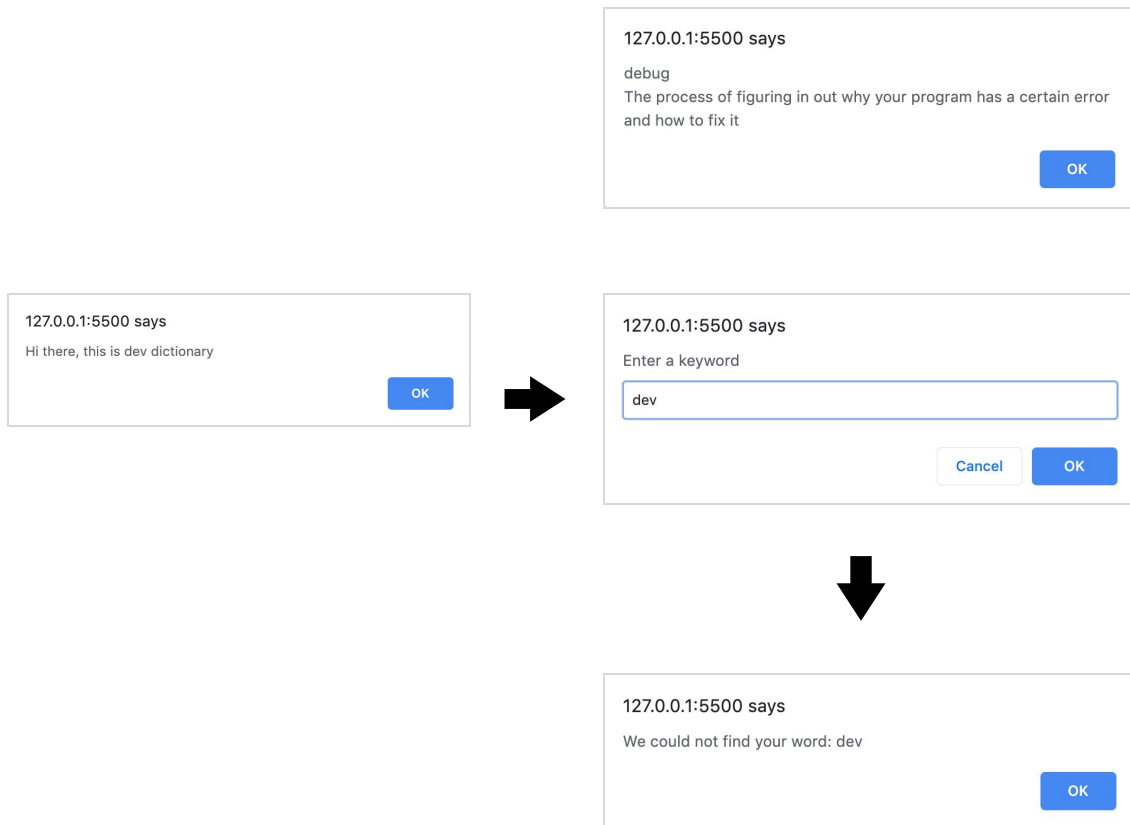 127.0.0.1:5500 says
debug
The process of figuring in out why your program has a certain error
and how to fix it
OK
127.0.0.1:5500 says
Hi there, this is dev dictionary
OK
127.0.0.1:5500 says
Enter a keyword
dev
Cancel OK
127.0.0.1:5500 says
We could not find your word: dev
OK